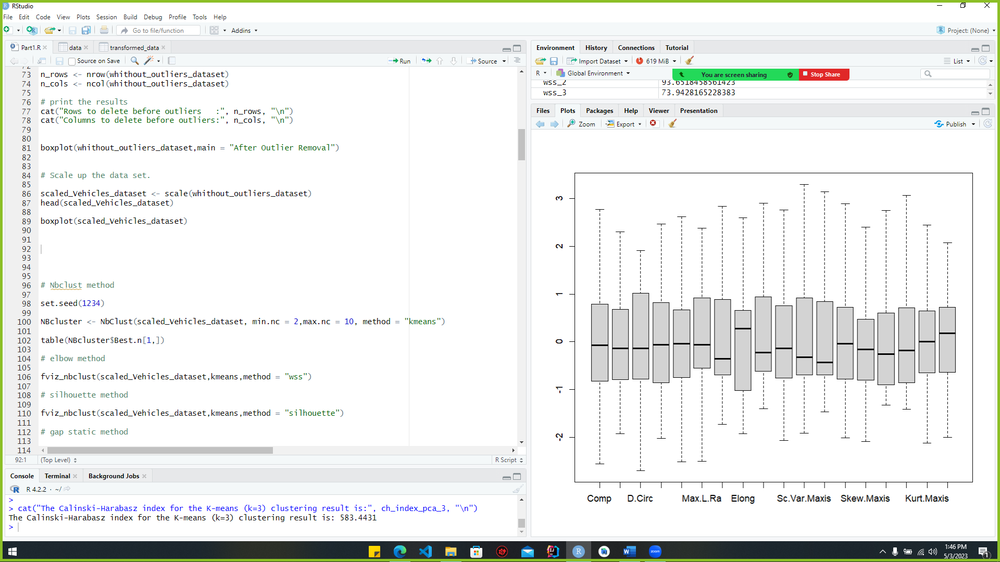 RStudio
File Edit Code View Plots Session Build Debug Profile Tools Help
Go to file/function Addins Project: (None)
Part1.R data transformed_data
Source on Save Run Source
73 n_rows <- nrow(whithout_outliers_dataset)
74 n_cols <- ncol(whithout_outliers_dataset)
75
76 # print the results
77 cat("Rows to delete before outliers   :", n_rows, "\n")
78 cat("Columns to delete before outliers:", n_cols, "\n")
79
80
81 boxplot(whithout_outliers_dataset,main = "After Outlier Removal")
82
83
84 # Scale up the data set.
85
86 scaled_Vehicles_dataset <- scale(whithout_outliers_dataset)
87 head(scaled_Vehicles_dataset)
88
89 boxplot(scaled_Vehicles_dataset)
90
91
92
93
94
95
96 # Nbclust method
97
98 set.seed(1234)
99
100 NBcluster <- NbClust(scaled_Vehicles_dataset, min.nc = 2,max.nc = 10, method = "kmeans")
101
102 table(NBcluster$Best.n[1,])
103
104 # elbow method
105
106 fviz_nbclust(scaled_Vehicles_dataset,kmeans,method = "wss")
107
108 # silhouette method
109
110 fviz_nbclust(scaled_Vehicles_dataset,kmeans,method = "silhouette")
111
112 # gap static method
113
114
92:1 (Top Level) R Script
Console Terminal Background Jobs
R 4.2.2 · ~/
>
> cat("The Calinski-Harabasz index for the K-means (k=3) clustering result is:", ch_index_pca_3, "\n")
The Calinski-Harabasz index for the K-means (k=3) clustering result is: 583.4431
>
Environment History Connections Tutorial
Import Dataset 619 MiB List
R Global Environment
You are screen sharing Stop Share
wss_2 93.6518458561423
wss_3 73.9428165228383
Files Plots Packages Help Viewer Presentation
Zoom Export Publish
3
2
1
0
-1
-2
Comp D.Circ Max.L.Ra Elong Sc.Var.Maxis Skew.Maxis Kurt.Maxis
zoom
1:46 PM
5/3/2023
1